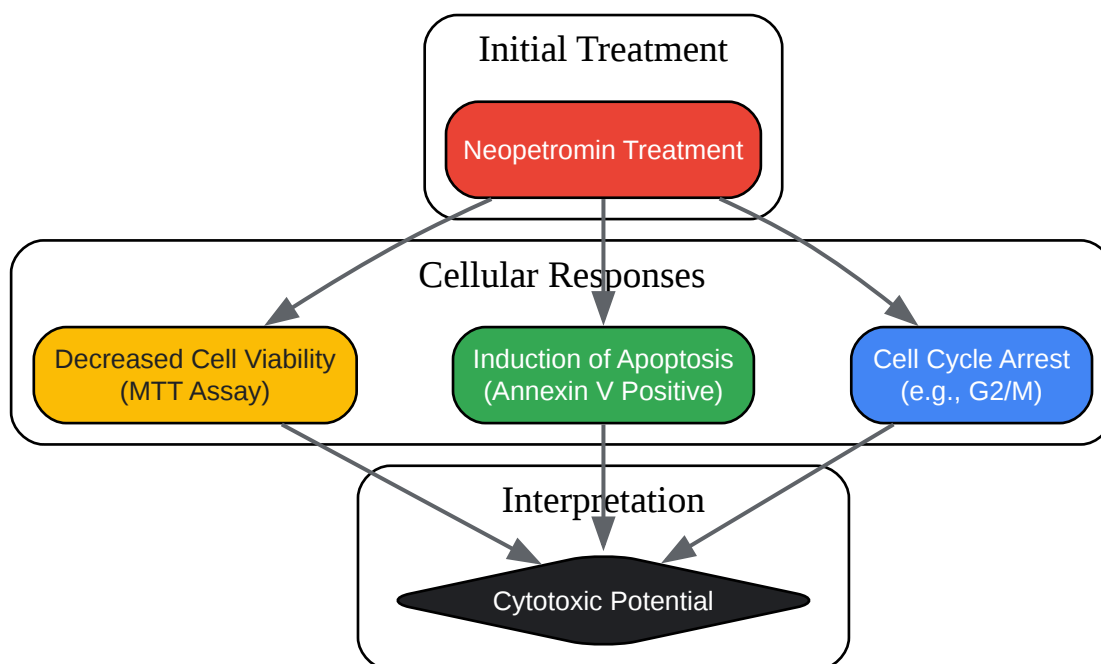 Initial Treatment
Neopetromin Treatment
Cellular Responses
Decreased Cell Viability
(MTT Assay)
Induction of Apoptosis
(Annexin V Positive)
Cell Cycle Arrest
(e.g., G2/M)
Interpretation
Cytotoxic Potential